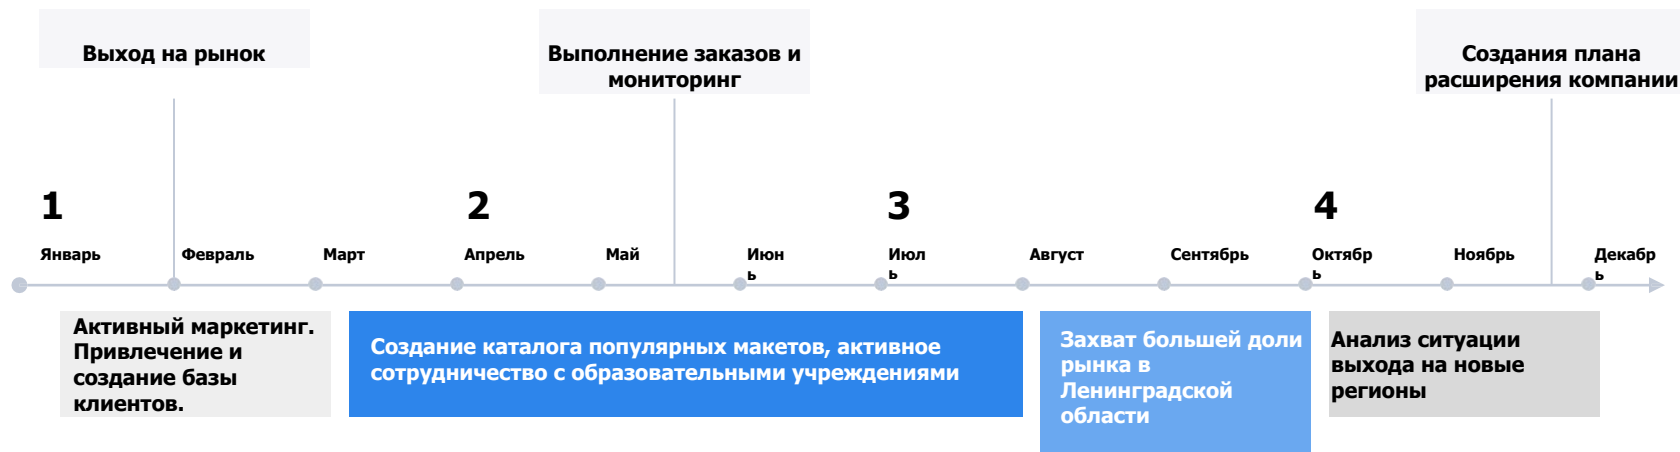 Выход на рынок
Выполнение заказов и
мониторинг
Создания плана
расширения компании
1
2
3
4
Январь
Февраль
Март
Апрель
Май
Июн
ь
Июл
ь
Август
Сентябрь
Октябр
ь
Ноябрь
Декабр
ь
Активный маркетинг.
Привлечение и
создание базы
клиентов.
Создание каталога популярных макетов, активное
сотрудничество с образовательными учреждениями
Захват большей доли
рынка в
Ленинградской
области
Анализ ситуации
выхода на новые
регионы